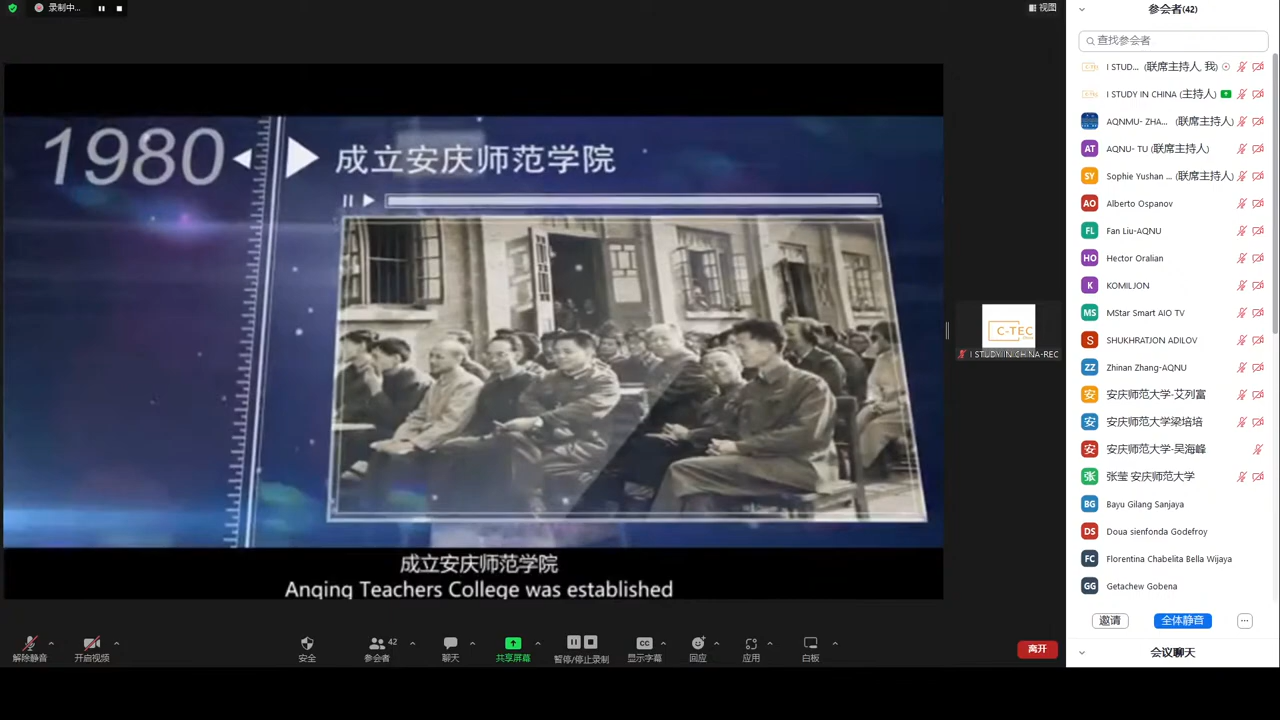 录制中...
视图
1980
成立安庆师范学院
成立安庆师范学院
Anqing Teachers College was established
C-TEC
I STUDY IN CHINA-REC
参会者(42)
查找参会者
I STUD... (联席主持人, 我)
I STUDY IN CHINA (主持人)
AQNMU- ZHA... (联席主持人)
AT AQNU- TU (联席主持人)
SY Sophie Yushan ... (联席主持人)
AO Alberto Ospanov
FL Fan Liu-AQNU
HO Hector Oralian
K KOMILJON
MS MStar Smart AIO TV
S SHUKHRATJON ADILOV
ZZ Zhinan Zhang-AQNU
安 安庆师范大学-艾列富
安 安庆师范大学梁培培
安 安庆师范大学-吴海峰
张 张莹 安庆师范大学
BG Bayu Gilang Sanjaya
DS Doua sienfonda Godefroy
FC Florentina Chabelita Bella Wijaya
GG Getachew Gobena
邀请 全体静音 ...
会议聊天
解除静音 开启视频 安全 参会者 42 聊天 共享屏幕 暂停/停止录制 CC 显示字幕 回应 应用 白板 离开